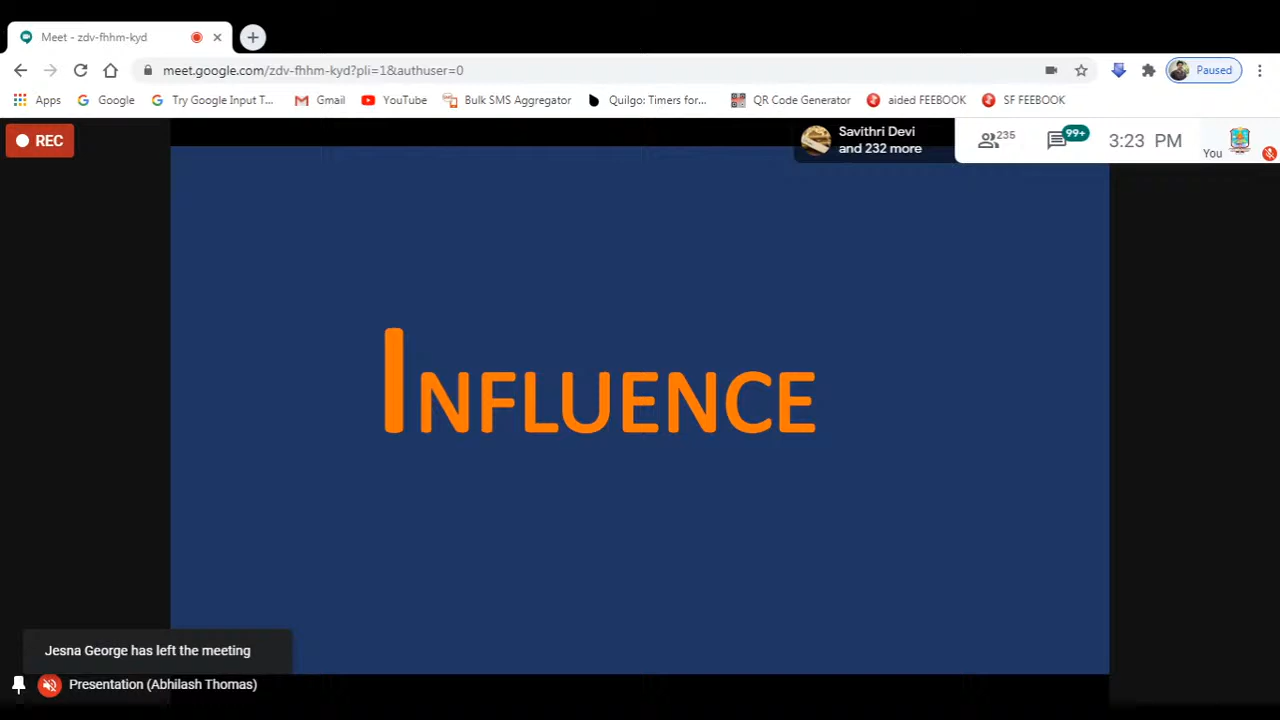 Meet - zdv-fhhm-kyd
meet.google.com/zdv-fhhm-kyd?pli=1&authuser=0
Paused
Apps
Google
Try Google Input T...
Gmail
YouTube
Bulk SMS Aggregator
Quilgo: Timers for...
QR Code Generator
aided FEEBOOK
SF FEEBOOK
REC
Savithri Devi
and 232 more
235
99+
3:23 PM
You
INFLUENCE
Jesna George has left the meeting
Presentation (Abhilash Thomas)